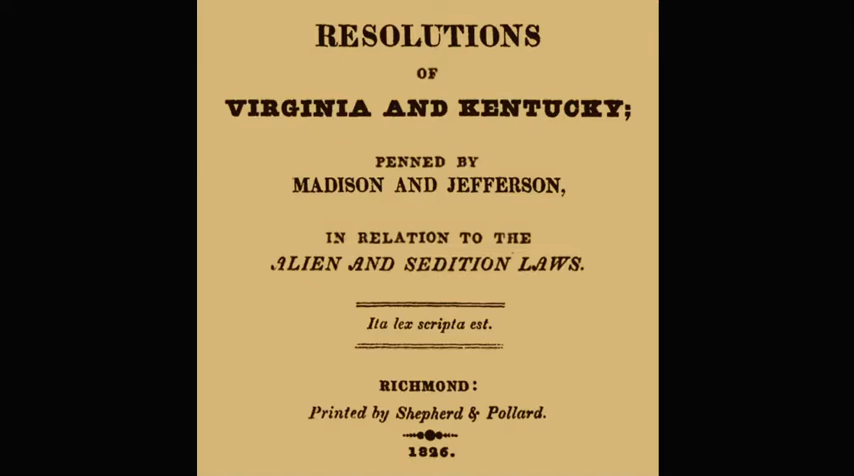 RESOLUTIONS
OF
VIRGINIA AND KENTUCKY;
PENNED BY
MADISON AND JEFFERSON,
IN RELATION TO THE
ALIEN AND SEDITION LAWS.
Ita lex scripta est.
RICHMOND:
Printed by Shepherd & Pollard.
1826.